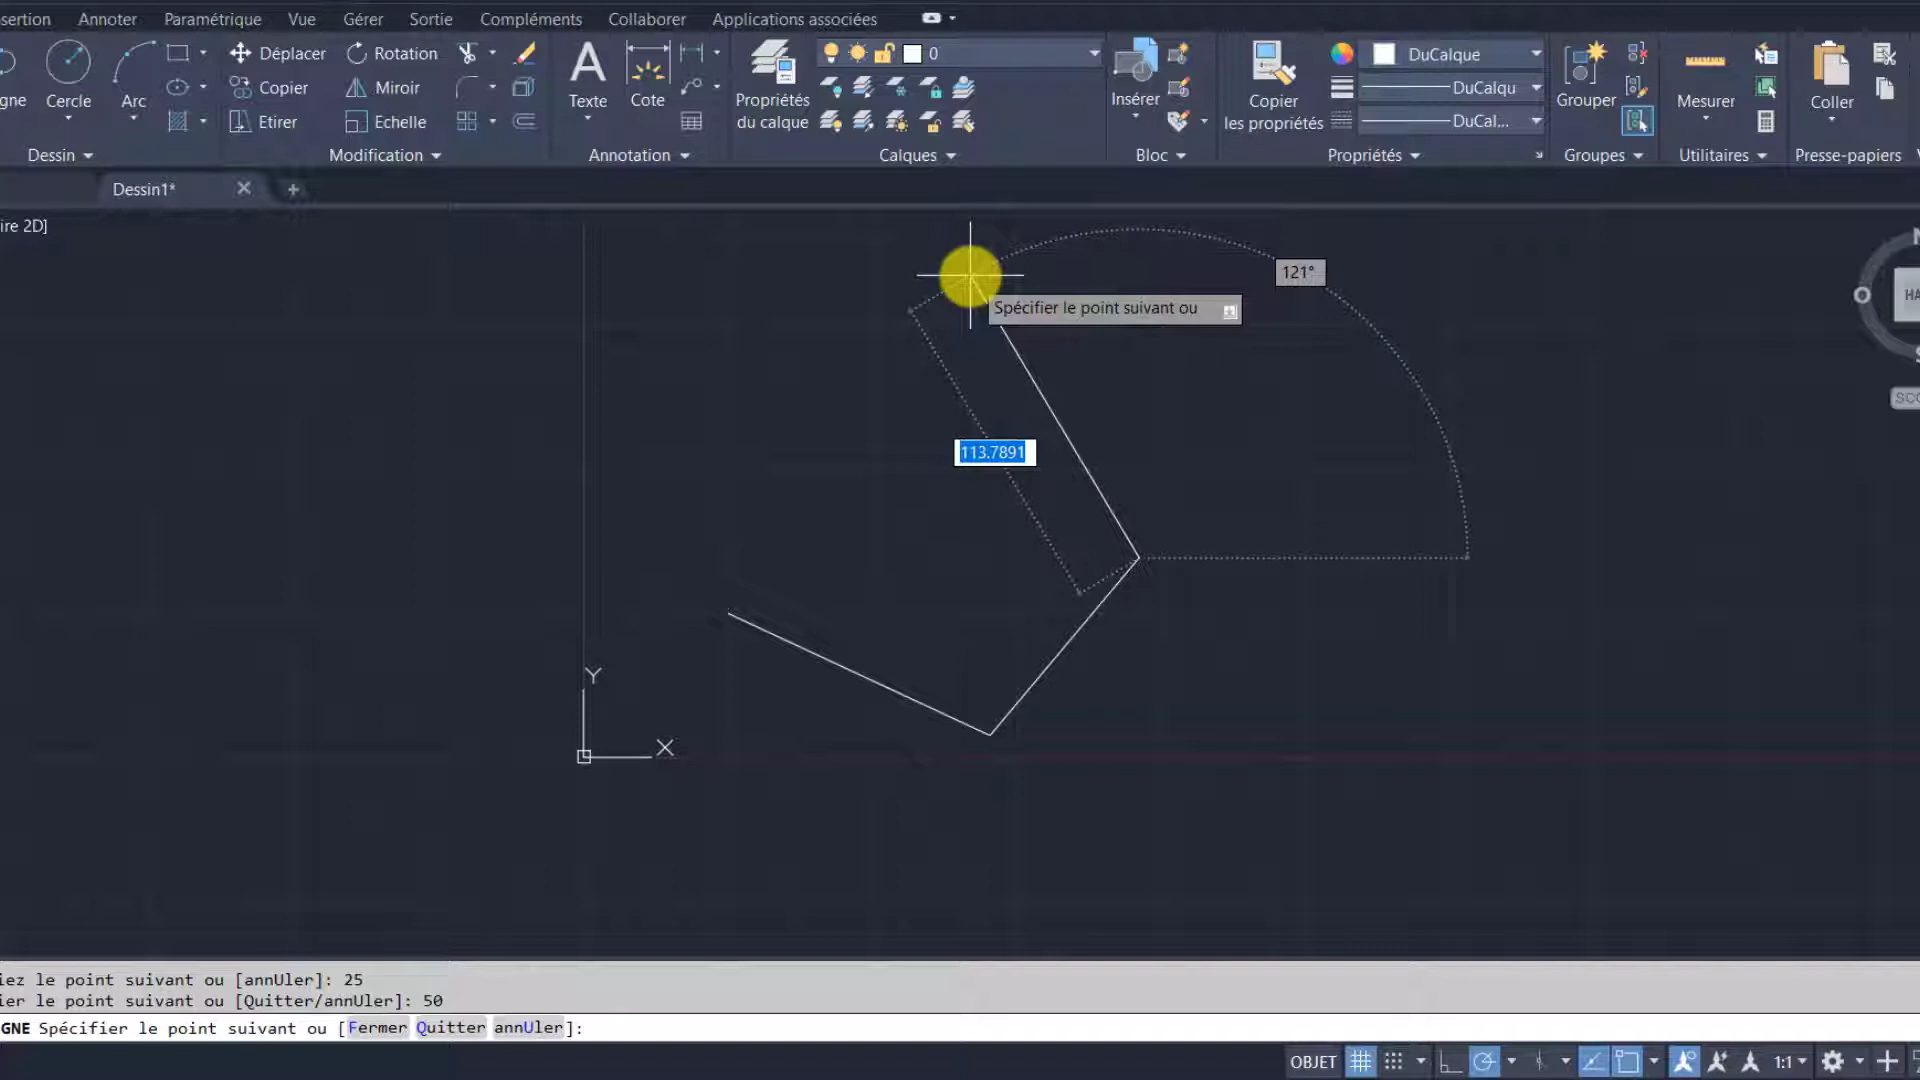 sertion Annoter Paramétrique Vue Gérer Sortie Compléments Collaborer Applications associées
gne Cercle Arc
Déplacer Rotation
Copier Miroir
Etirer Echelle
Texte Cote
Propriétés
du calque
0
Insérer
Copier
les propriétés
DuCalque
DuCalqu
DuCal...
Grouper
Mesurer
Coller
Dessin Modification Annotation Calques Bloc Propriétés Groupes Utilitaires Presse-papiers
Dessin1*
ire 2D]
N
O
HA
S
SCG
121°
Spécifier le point suivant ou
113.7891
Y
X
iez le point suivant ou [annUler]: 25
ier le point suivant ou [Quitter/annUler]: 50
GNE Spécifier le point suivant ou [Fermer Quitter annUler]:
OBJET 1:1